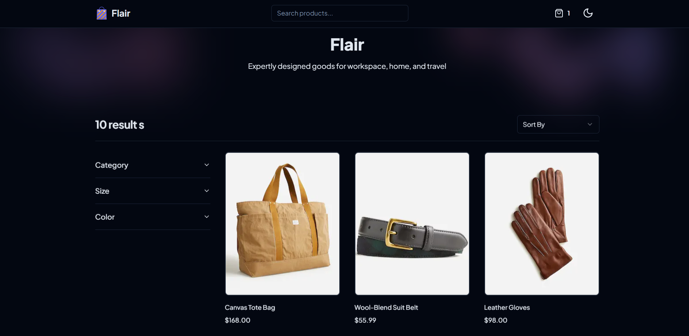 Flair
Search products...
1
Flair
Expertly designed goods for workspace, home, and travel
10 results
Sort By
Category
Size
Color
Canvas Tote Bag
$168.00
Wool-Blend Suit Belt
$55.99
Leather Gloves
$98.00